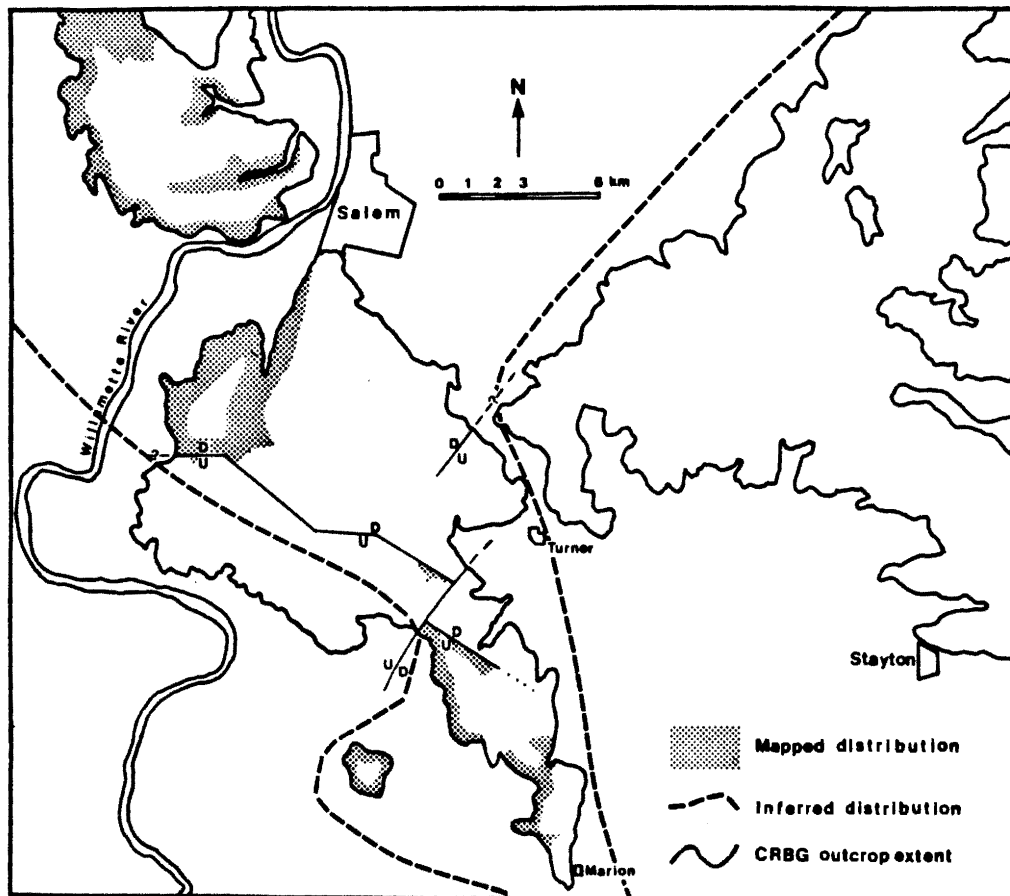 N
0 1 2 3 6 km
Salem
Willamette River
?
D
U
?
D
U
U D
Turner
U D
U D
Stayton
Mapped distribution
Inferred distribution
CRBG outcrop extent
Marion